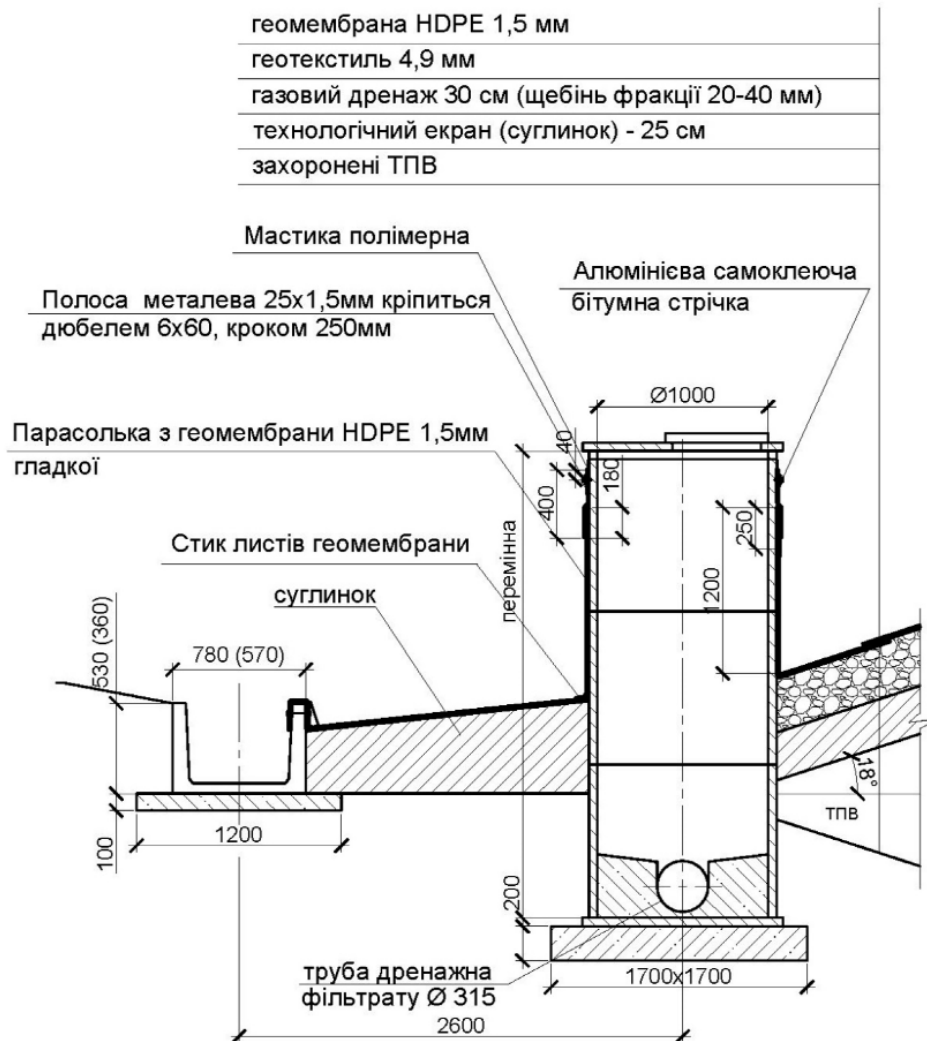 геомембрана HDPE 1,5 мм
геотекстиль 4,9 мм
газовий дренаж 30 см (щебінь фракції 20-40 мм)
технологічний екран (суглинок) - 25 см
захоронені ТПВ
Мастика полімерна
Алюмінієва самоклеюча
бітумна стрічка
Полоса металева 25х1,5мм кріпиться
дюбелем 6х60, кроком 250мм
Ø1000
Парасолька з геомембрани HDPE 1,5мм
гладкої
40
400
180
250
1200
перемінна
Стик листів геомембрани
суглинок
530 (360)
780 (570)
18°
ТПВ
100
1200
200
труба дренажна
фільтрату Ø 315
1700х1700
2600